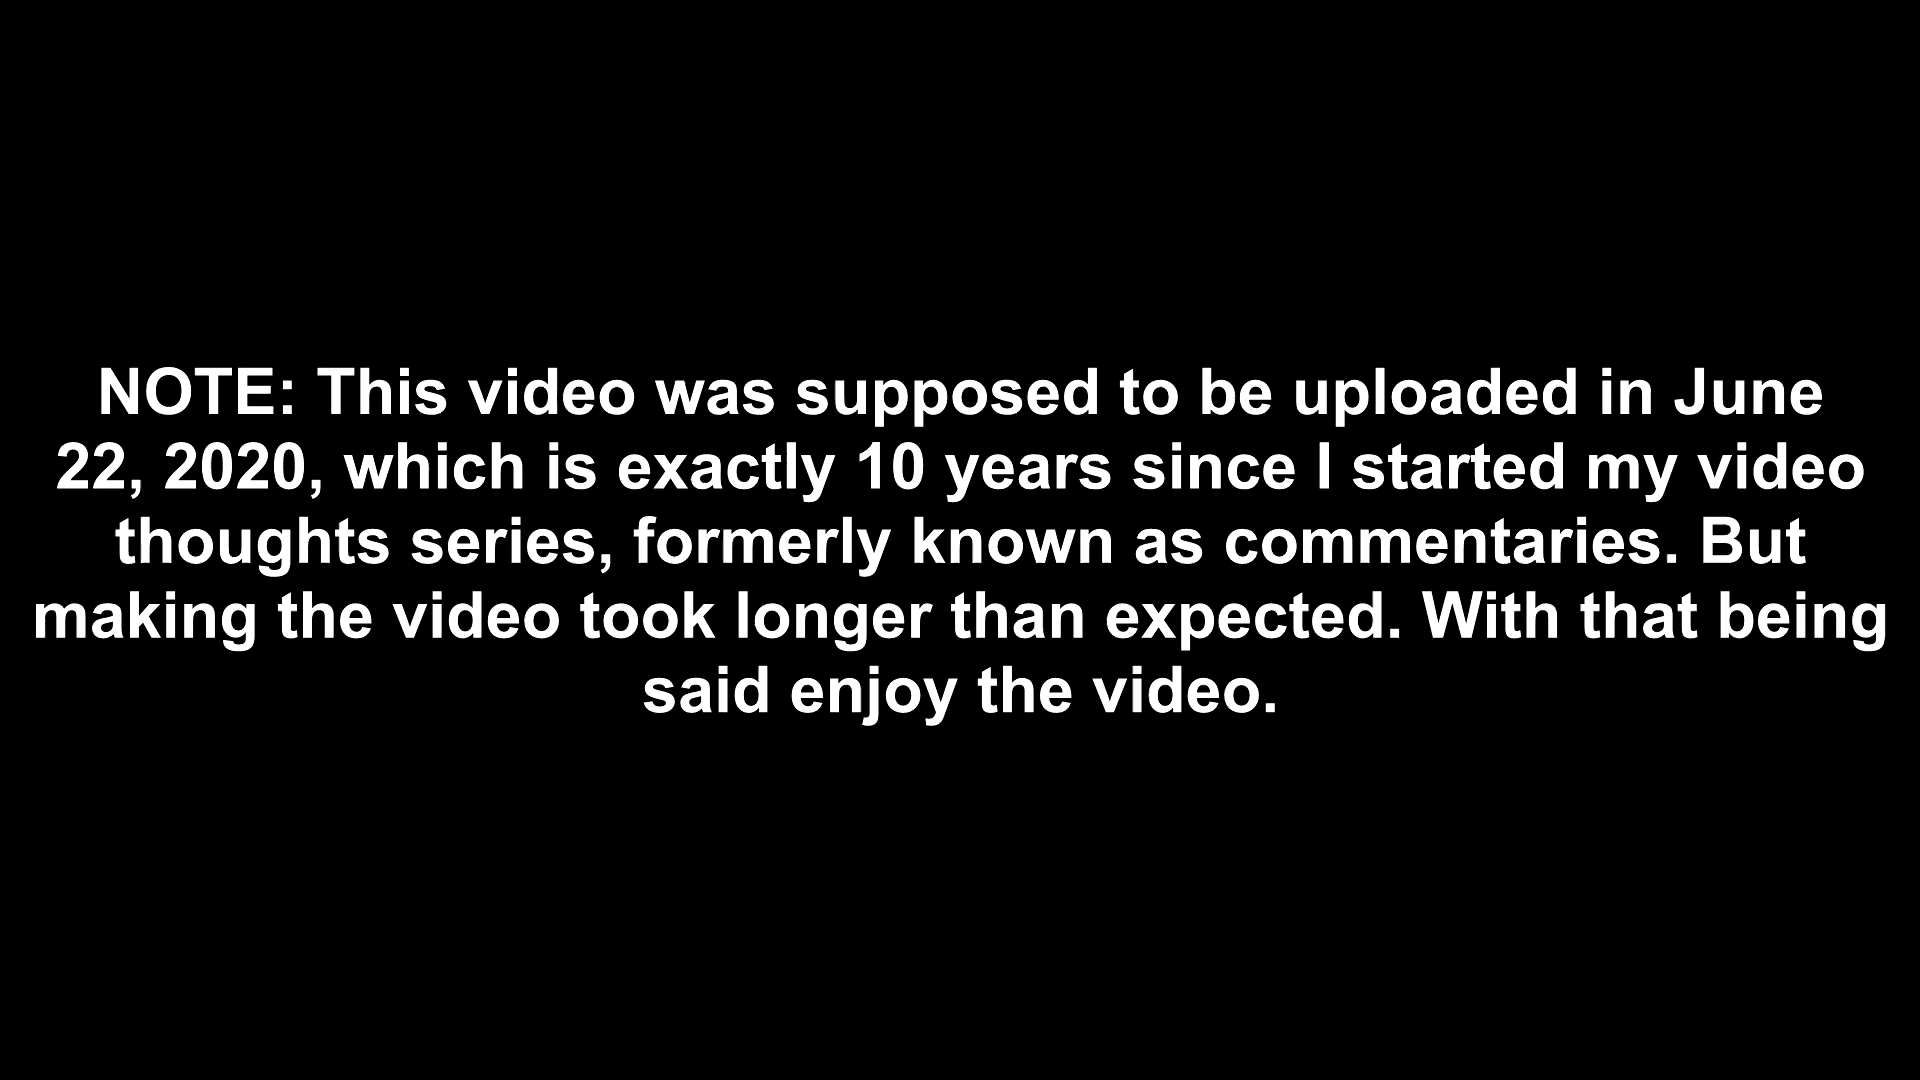 NOTE: This video was supposed to be uploaded in June
22, 2020, which is exactly 10 years since I started my video
thoughts series, formerly known as commentaries. But
making the video took longer than expected. With that being
said enjoy the video.